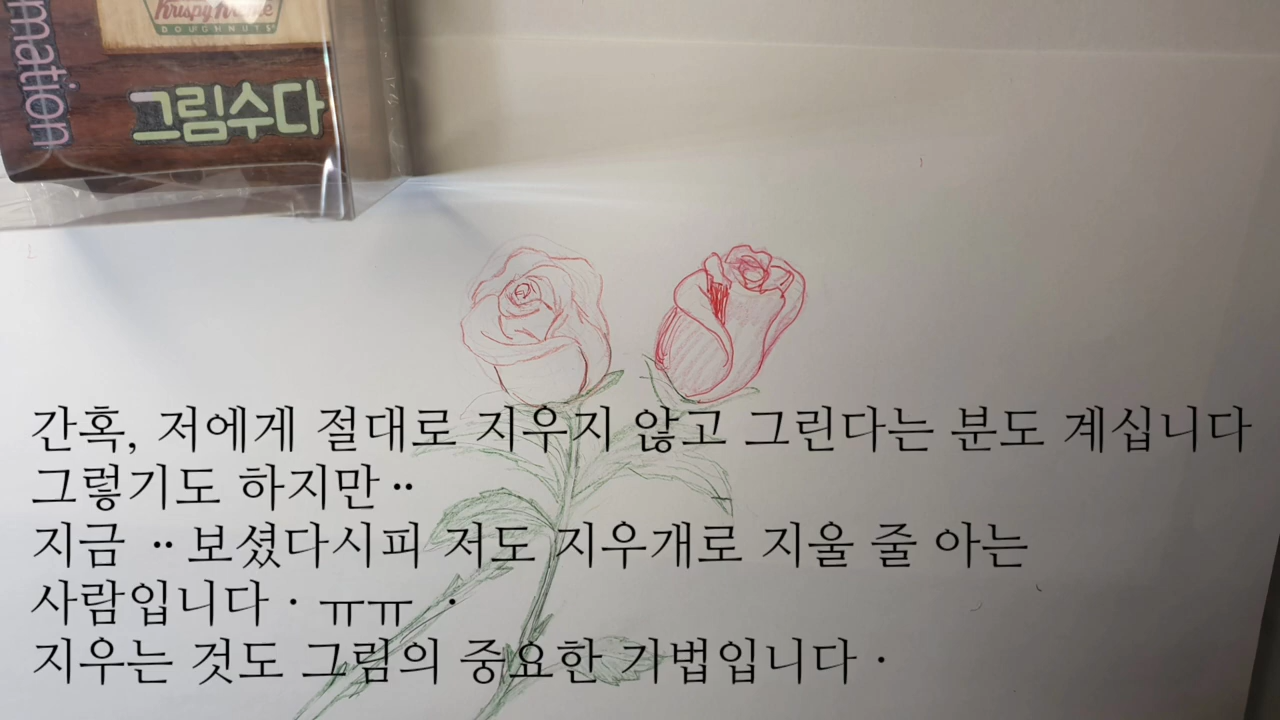 Krispy Kreme
DOUGHNUTS
mation
그림수다
간혹, 저에게 절대로 지우지 않고 그린다는 분도 계십니다
그렇기도 하지만··
지금 ··보셨다시피 저도 지우개로 지울 줄 아는
사람입니다· ㅠㅠ ·
지우는 것도 그림의 중요한 기법입니다·